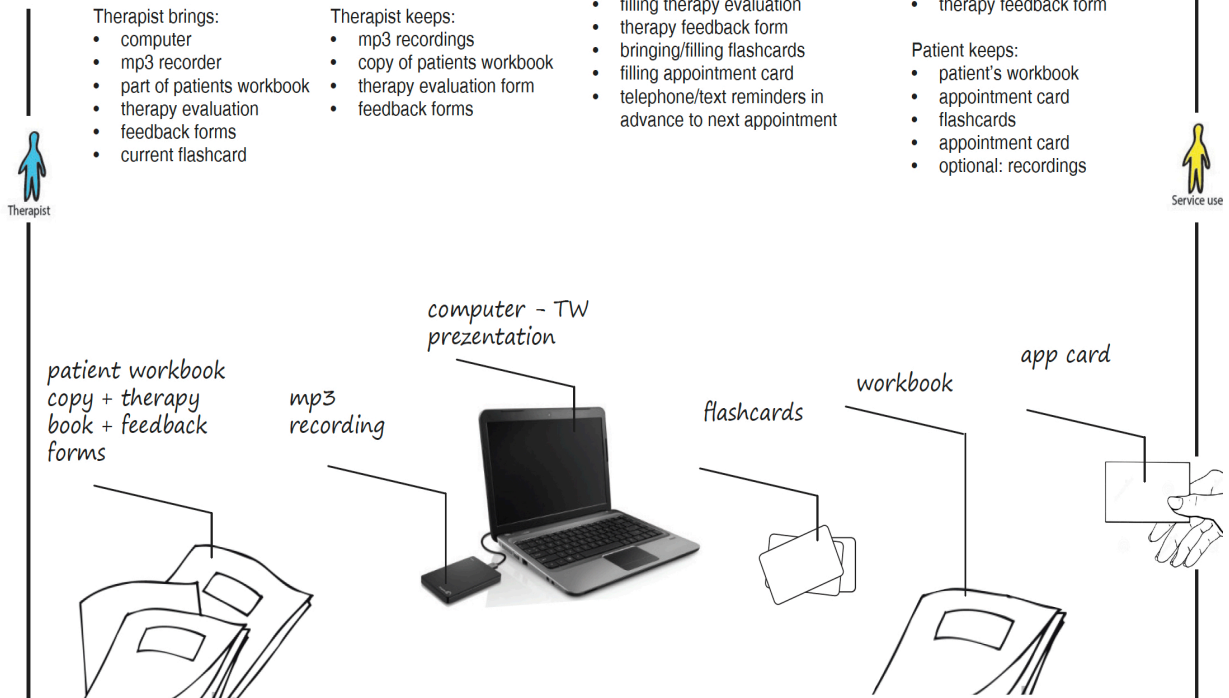 Therapist brings:
• computer
• mp3 recorder
• part of patients workbook
• therapy evaluation
• feedback forms
• current flashcard
Therapist keeps:
• mp3 recordings
• copy of patients workbook
• therapy evaluation form
• feedback forms
• filling therapy evaluation
• therapy feedback form
• bringing/filling flashcards
• filling appointment card
• telephone/text reminders in
advance to next appointment
• therapy feedback form
Patient keeps:
• patient's workbook
• appointment card
• flashcards
• appointment card
• optional: recordings
Therapist
Service use
computer - TW
prezentation
patient workbook
copy + therapy
book + feedback
forms
mp3
recording
flashcards
workbook
app card